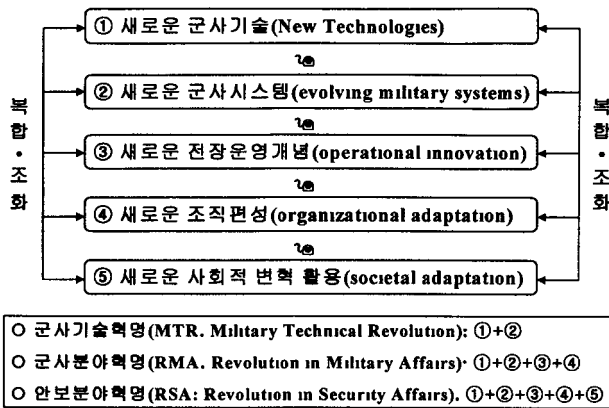 ① 새로운 군사기술(New Technologies)
② 새로운 군사시스템(evolving military systems)
③ 새로운 전장운영개념(operational innovation)
④ 새로운 조직편성(organizational adaptation)
⑤ 새로운 사회적 변혁 활용(societal adaptation)
복합·조화
복합·조화
○ 군사기술혁명(MTR. Military Technical Revolution): ①+②
○ 군사분야혁명(RMA. Revolution in Military Affairs)· ①+②+③+④
○ 안보분야혁명(RSA: Revolution in Security Affairs). ①+②+③+④+⑤